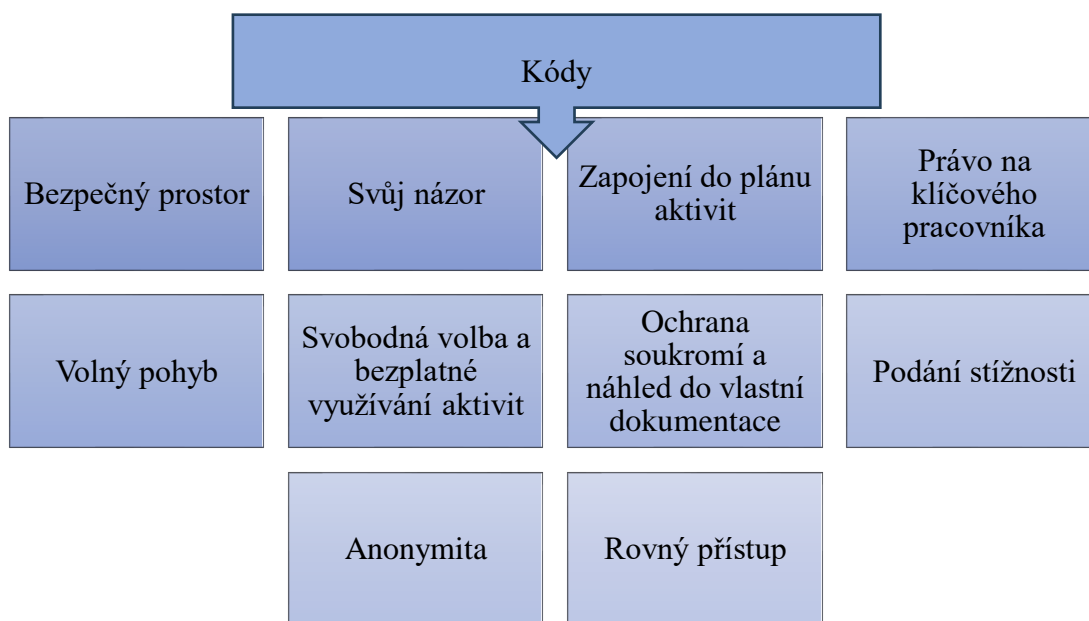 Kódy
Bezpečný prostor
Svůj názor
Zapojení do plánu
aktivit
Právo na
klíčového
pracovníka
Volný pohyb
Svobodná volba a
bezplatné
využívání aktivit
Ochrana
soukromí a
náhled do vlastní
dokumentace
Podání stížnosti
Anonymita
Rovný přístup